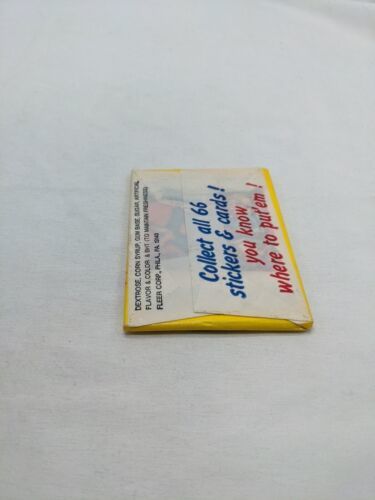 DEXTROSE, CORN SYRUP, GUM BASE, SUGAR, ARTIFICIAL
FLAVOR & COLOR & BHT (TO MAINTAIN FRESHNESS)
FLEER CORP., PHILA., PA. 19141
Collect all 66
stickers & cards!
you know
where to put'em!